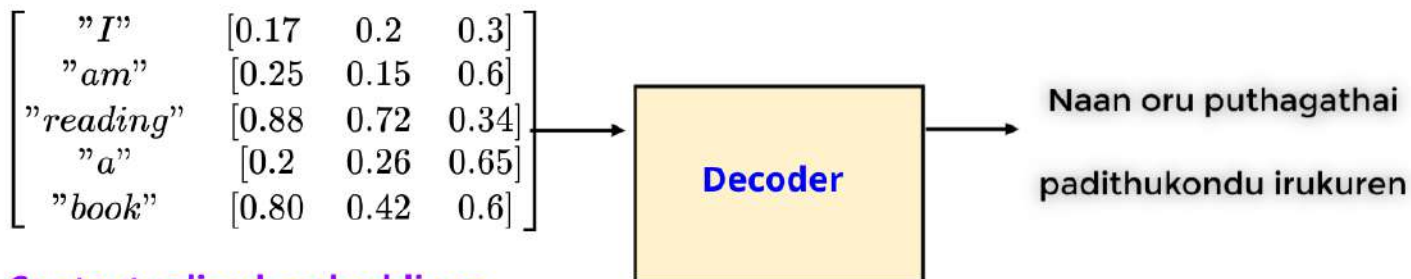 "I" [0.17 0.2 0.3]
"am" [0.25 0.15 0.6]
"reading" [0.88 0.72 0.34]
"a" [0.2 0.26 0.65]
"book" [0.80 0.42 0.6]
Decoder
Naan oru puthagathai
padithukondu irukuren